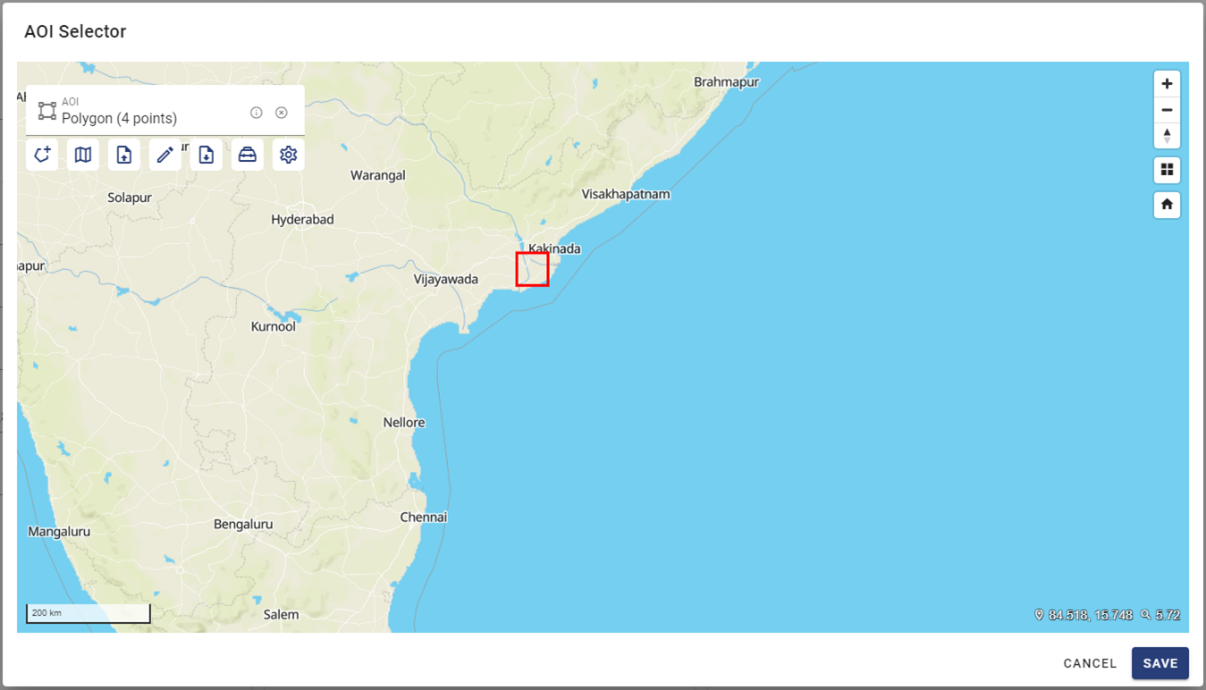 AOI Selector
Brahmapur
AOI
Polygon (4 points)
Warangal
Solapur
Visakhapatnam
Hyderabad
Kakinada
apur
Vijayawada
Kurnool
Nellore
Chennai
Bengaluru
Mangaluru
200 km
Salem
84.518, 15.748 5.72
CANCEL
SAVE